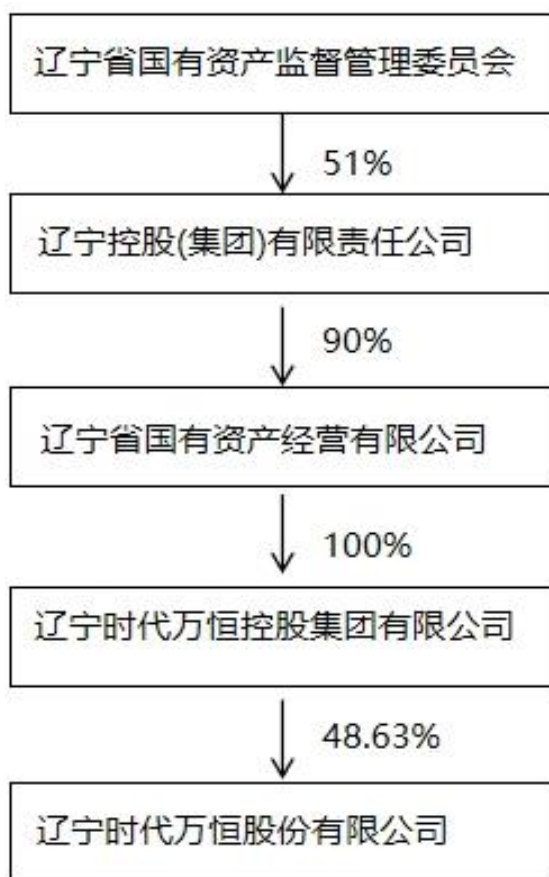 辽宁省国有资产监督管理委员会
51%
辽宁控股(集团)有限责任公司
90%
辽宁省国有资产经营有限公司
100%
辽宁时代万恒控股集团有限公司
48.63%
辽宁时代万恒股份有限公司